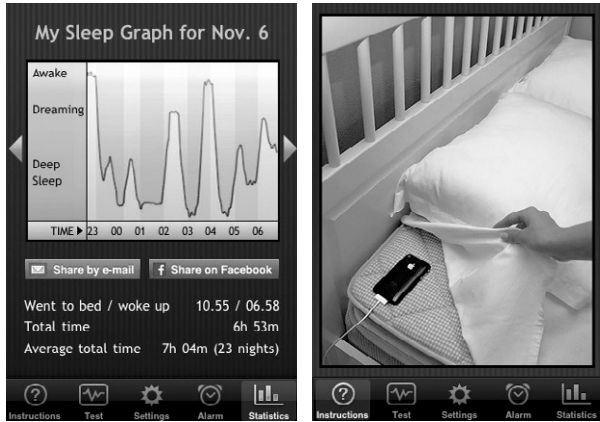 My Sleep Graph for Nov. 6
Awake
Dreaming
Deep
Sleep
TIME 23 00 01 02 03 04 05 06
Share by e-mail f Share on Facebook
Went to bed / woke up 10.55 / 06.58
Total time 6h 53m
Average total time 7h 04m (23 nights)
? 
Instructions Test Settings Alarm Statistics
?
Instructions Test Settings Alarm Statistics